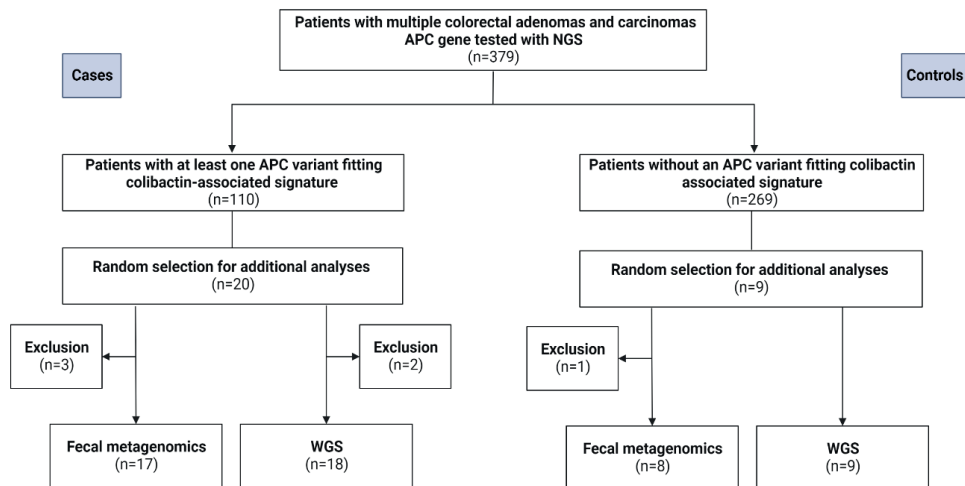 Patients with multiple colorectal adenomas and carcinomas
APC gene tested with NGS
(n=379)
Cases
Controls
Patients with at least one APC variant fitting
colibactin-associated signature
(n=110)
Patients without an APC variant fitting colibactin
associated signature
(n=269)
Random selection for additional analyses
(n=20)
Random selection for additional analyses
(n=9)
Exclusion
(n=3)
Exclusion
(n=2)
Exclusion
(n=1)
Fecal metagenomics
(n=17)
WGS
(n=18)
Fecal metagenomics
(n=8)
WGS
(n=9)